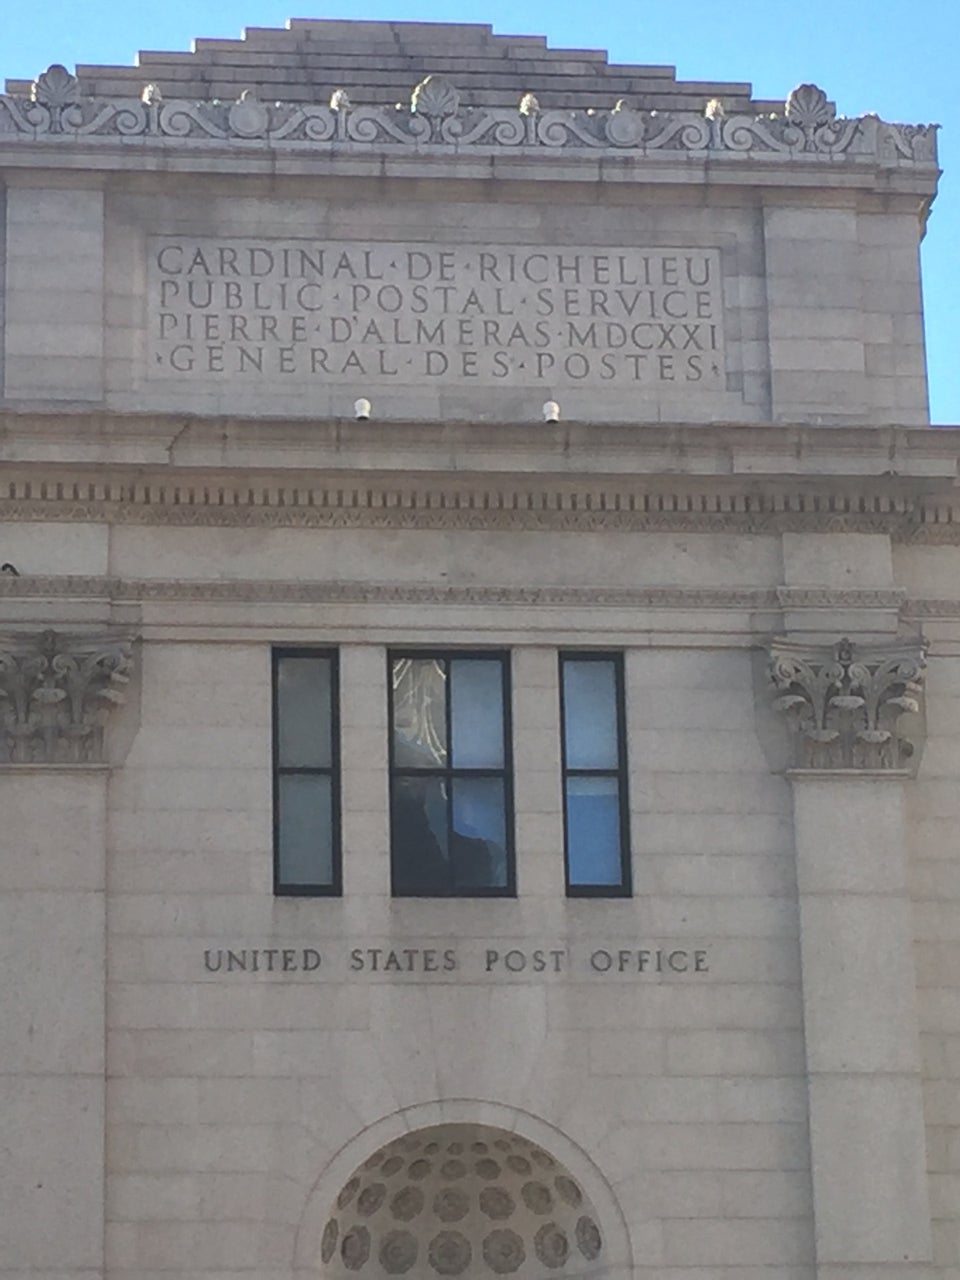 CARDINAL · DE · RICHELIEU
PUBLIC · POSTAL · SERVICE
PIERRE · D'ALMERAS · MDCXXI
· GENERAL · DES · POSTES ·
UNITED STATES POST OFFICE